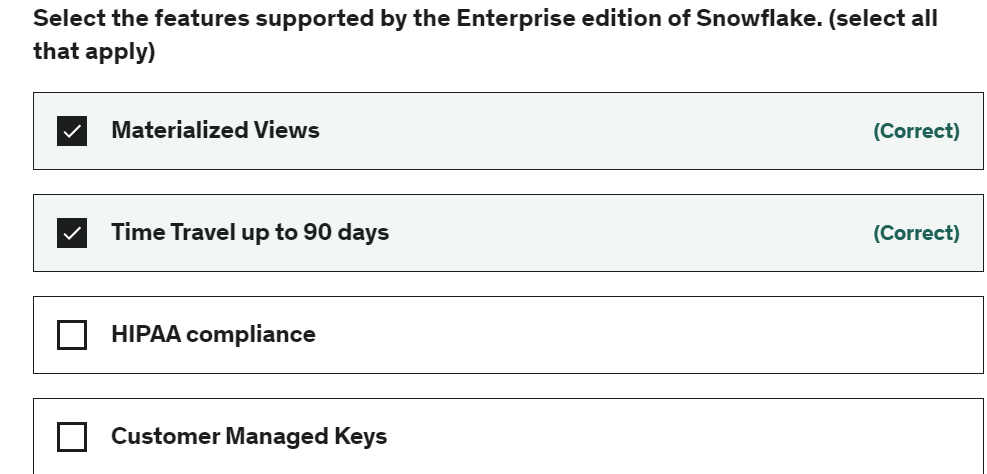 Select the features supported by the Enterprise edition of Snowflake. (select all
that apply)
Materialized Views (Correct)
Time Travel up to 90 days (Correct)
HIPAA compliance
Customer Managed Keys